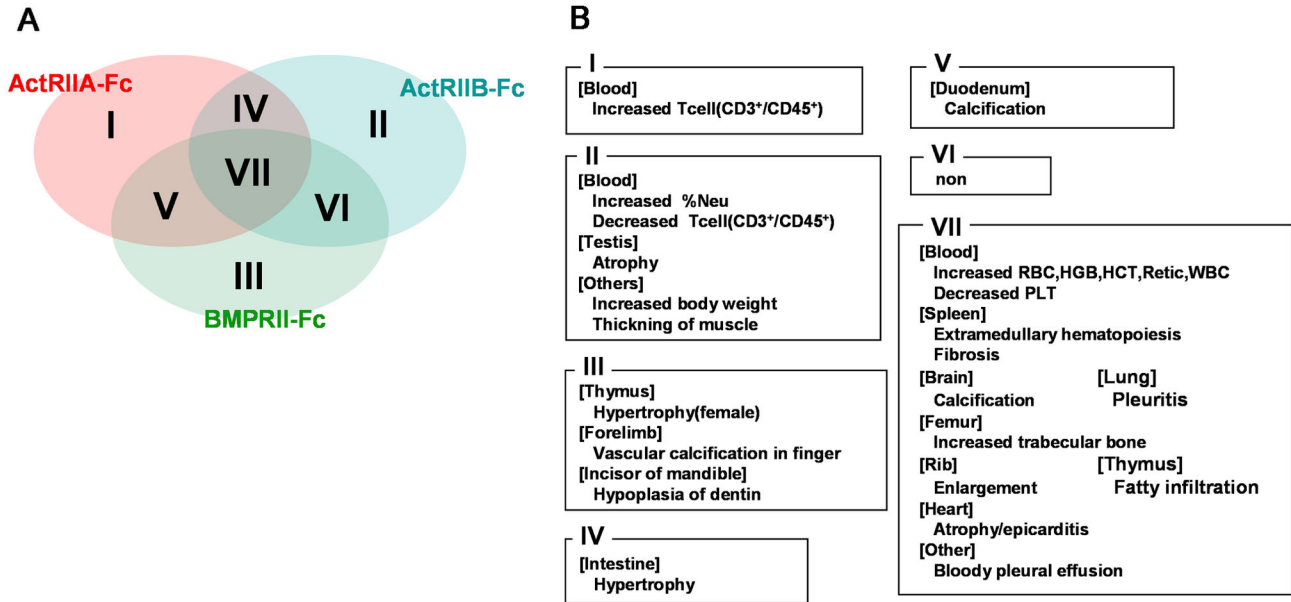 A
ActRIIA-Fc
ActRIIB-Fc
I
IV
II
VII
V
VI
III
BMPRII-Fc
B
I
[Blood]
Increased Tcell(CD3⁺/CD45⁺)
II
[Blood]
Increased %Neu
Decreased Tcell(CD3⁺/CD45⁺)
[Testis]
Atrophy
[Others]
Increased body weight
Thickning of muscle
III
[Thymus]
Hypertrophy(female)
[Forelimb]
Vascular calcification in finger
[Incisor of mandible]
Hypoplasia of dentin
IV
[Intestine]
Hypertrophy
V
[Duodenum]
Calcification
VI
non
VII
[Blood]
Increased RBC,HGB,HCT,Retic,WBC
Decreased PLT
[Spleen]
Extramedullary hematopoiesis
Fibrosis
[Brain] [Lung]
Calcification Pleuritis
[Femur]
Increased trabecular bone
[Rib] [Thymus]
Enlargement Fatty infiltration
[Heart]
Atrophy/epicarditis
[Other]
Bloody pleural effusion